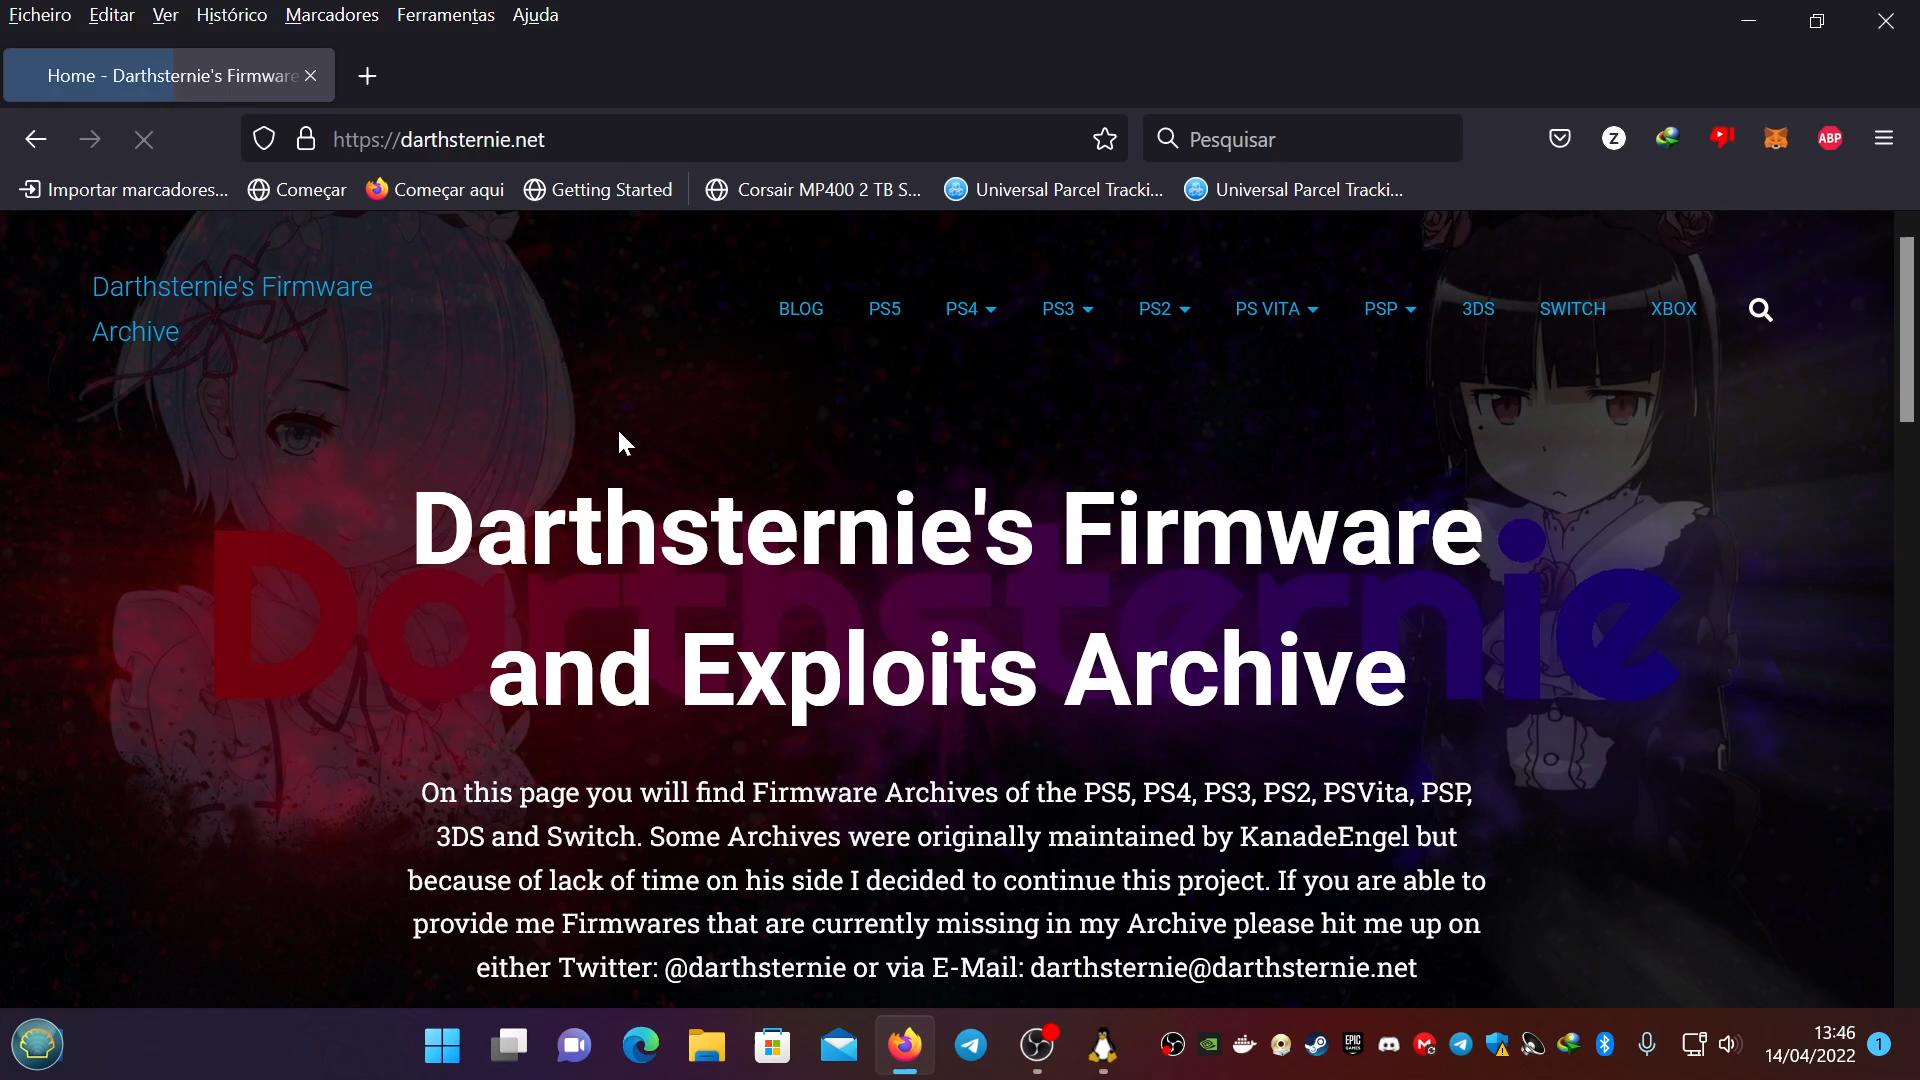 Ficheiro Editar Ver Histórico Marcadores Ferramentas Ajuda
Home - Darthsternie's Firmware
https://darthsternie.net
Pesquisar
Z
ABP
Importar marcadores... Começar Começar aqui Getting Started Corsair MP400 2 TB S... Universal Parcel Tracki... Universal Parcel Tracki...
Darthsternie's Firmware
Archive
BLOG PS5 PS4 PS3 PS2 PS VITA PSP 3DS SWITCH XBOX
Darthsternie
Darthsternie's Firmware
and Exploits Archive
On this page you will find Firmware Archives of the PS5, PS4, PS3, PS2, PSVita, PSP,
3DS and Switch. Some Archives were originally maintained by KanadeEngel but
because of lack of time on his side I decided to continue this project. If you are able to
provide me Firmwares that are currently missing in my Archive please hit me up on
either Twitter: @darthsternie or via E-Mail: darthsternie@darthsternie.net
EPIC
GAMES
13:46
14/04/2022
1